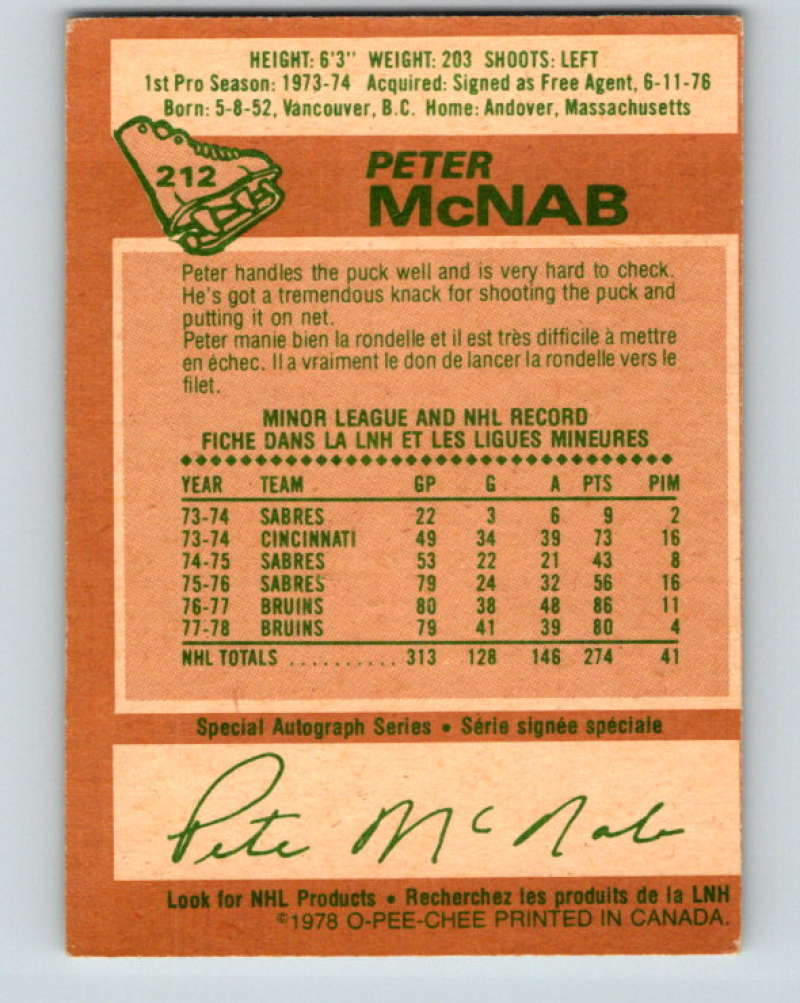 HEIGHT: 6'3" WEIGHT: 203 SHOOTS: LEFT
1st Pro Season: 1973-74 Acquired: Signed as Free Agent, 6-11-76
Born: 5-8-52, Vancouver, B.C. Home: Andover, Massachusetts
212
PETER
McNAB
Peter handles the puck well and is very hard to check.
He's got a tremendous knack for shooting the puck and
putting it on net.
Peter manie bien la rondelle et il est très difficile à mettre
en échec. Il a vraiment le don de lancer la rondelle vers le
filet.
MINOR LEAGUE AND NHL RECORD
FICHE DANS LA LNH ET LES LIGUES MINEURES
YEAR TEAM GP G A PTS PIM
73-74 SABRES 22 3 6 9 2
73-74 CINCINNATI 49 34 39 73 16
74-75 SABRES 53 22 21 43 8
75-76 SABRES 79 24 32 56 16
76-77 BRUINS 80 38 48 86 11
77-78 BRUINS 79 41 39 80 4
NHL TOTALS .......... 313 128 146 274 41
Special Autograph Series • Série signée spéciale
Pete McNab
Look for NHL Products • Recherchez les produits de la LNH
©1978 O-PEE-CHEE PRINTED IN CANADA.